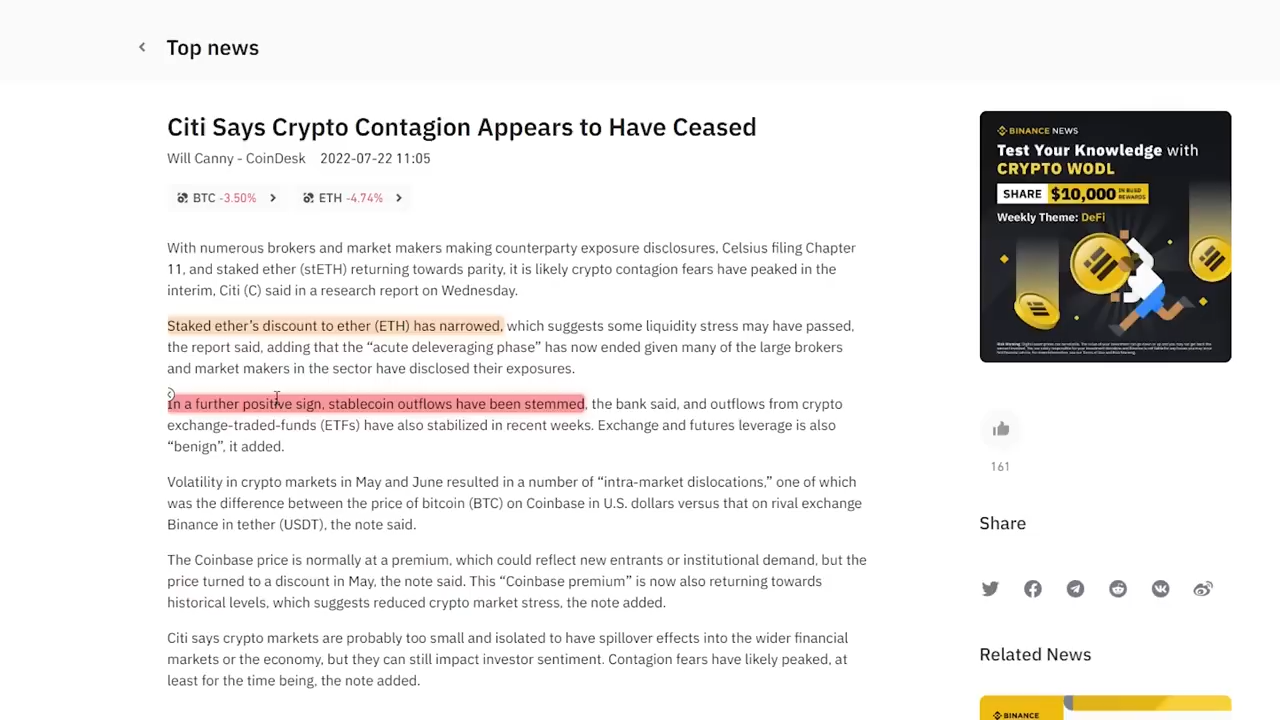 Top news
Citi Says Crypto Contagion Appears to Have Ceased
Will Canny - CoinDesk 2022-07-22 11:05
BTC -3.50% ETH -4.74%
With numerous brokers and market makers making counterparty exposure disclosures, Celsius filing Chapter
11, and staked ether (stETH) returning towards parity, it is likely crypto contagion fears have peaked in the
interim, Citi (C) said in a research report on Wednesday.
Staked ether's discount to ether (ETH) has narrowed, which suggests some liquidity stress may have passed,
the report said, adding that the “acute deleveraging phase” has now ended given many of the large brokers
and market makers in the sector have disclosed their exposures.
In a further positive sign, stablecoin outflows have been stemmed, the bank said, and outflows from crypto
exchange-traded-funds (ETFs) have also stabilized in recent weeks. Exchange and futures leverage is also
“benign”, it added.
Volatility in crypto markets in May and June resulted in a number of “intra-market dislocations,” one of which
was the difference between the price of bitcoin (BTC) on Coinbase in U.S. dollars versus that on rival exchange
Binance in tether (USDT), the note said.
The Coinbase price is normally at a premium, which could reflect new entrants or institutional demand, but the
price turned to a discount in May, the note said. This “Coinbase premium” is now also returning towards
historical levels, which suggests reduced crypto market stress, the note added.
Citi says crypto markets are probably too small and isolated to have spillover effects into the wider financial
markets or the economy, but they can still impact investor sentiment. Contagion fears have likely peaked, at
least for the time being, the note added.
BINANCE NEWS
Test Your Knowledge with
CRYPTO WODL
SHARE $10,000 IN BUSD REWARDS
Weekly Theme: DeFi
161
Share
Related News
BINANCE